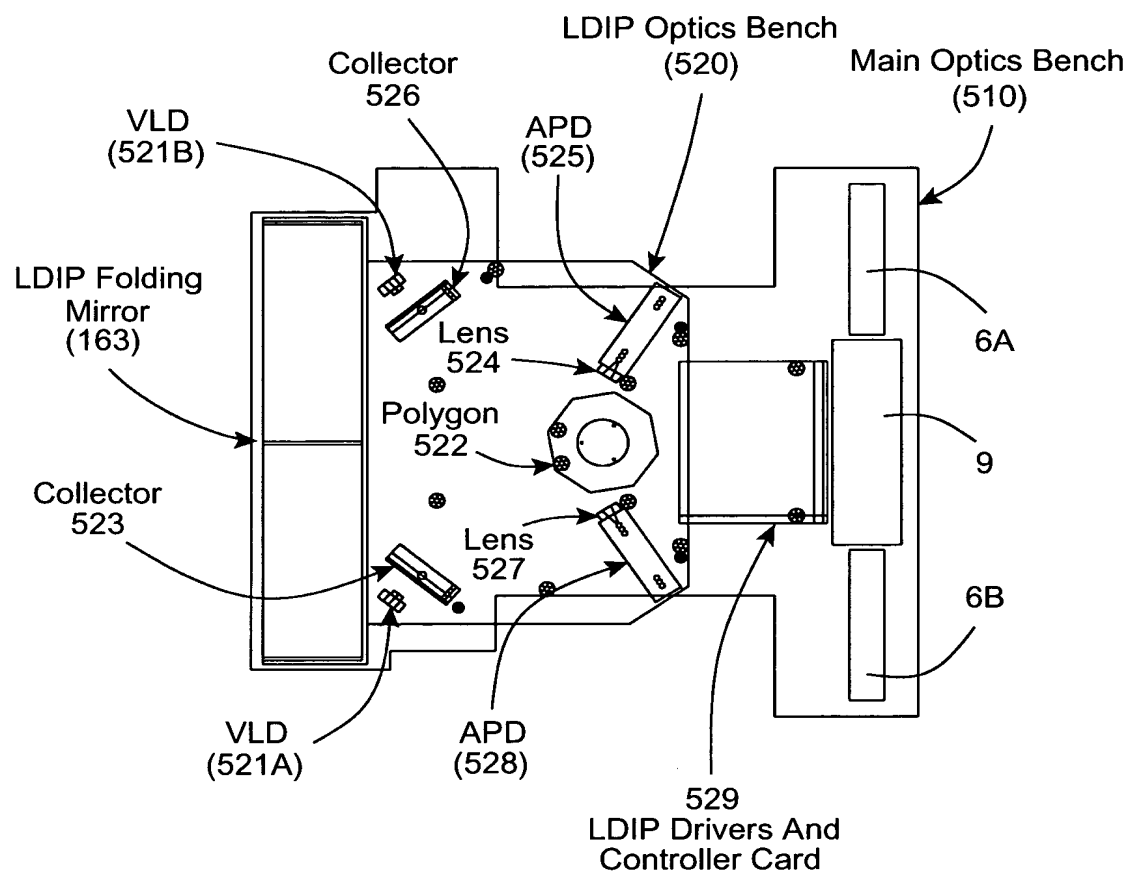 LDIP Optics Bench
(520)
Main Optics Bench
(510)
Collector
526
VLD
(521B)
APD
(525)
LDIP Folding
Mirror
(163)
Lens
524
6A
Polygon
522
9
Collector
523
Lens
527
6B
VLD
(521A)
APD
(528)
529
LDIP Drivers And
Controller Card